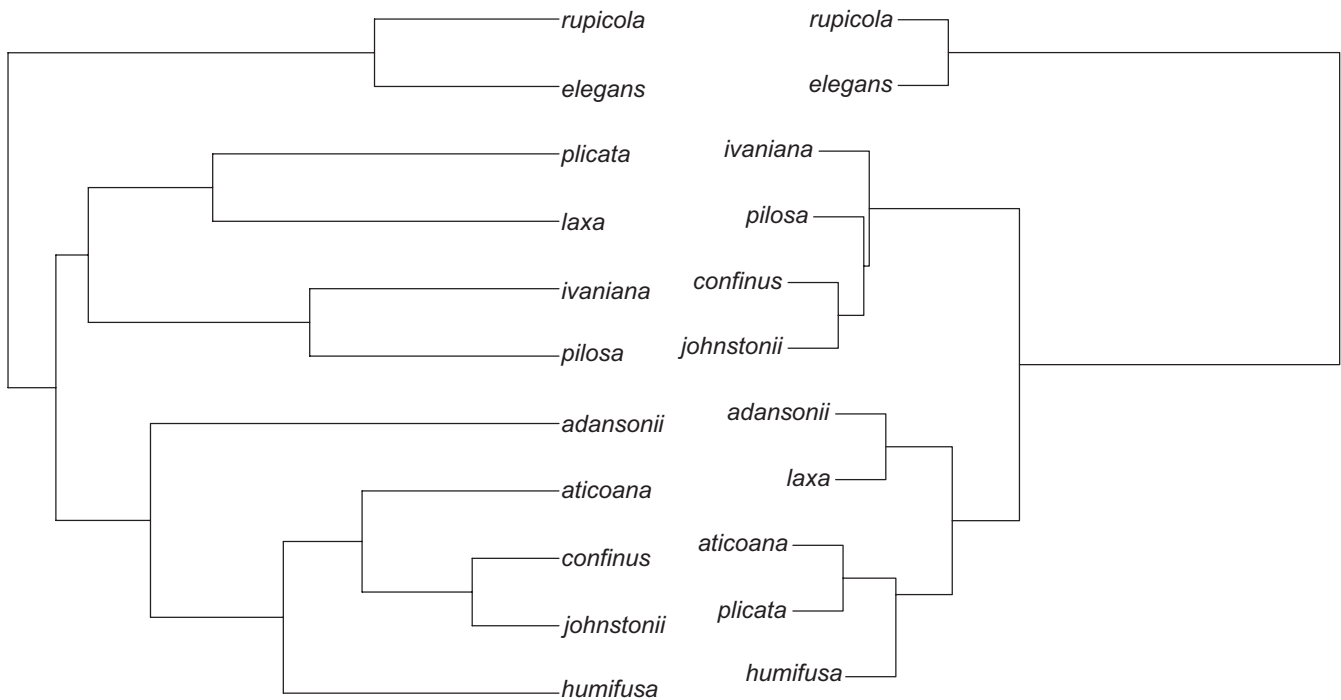 rupicola
elegans
plicata
laxa
ivaniana
pilosa
adansonii
aticoana
confinus
johnstonii
humifusa
rupicola
elegans
ivaniana
pilosa
confinus
johnstonii
adansonii
laxa
aticoana
plicata
humifusa